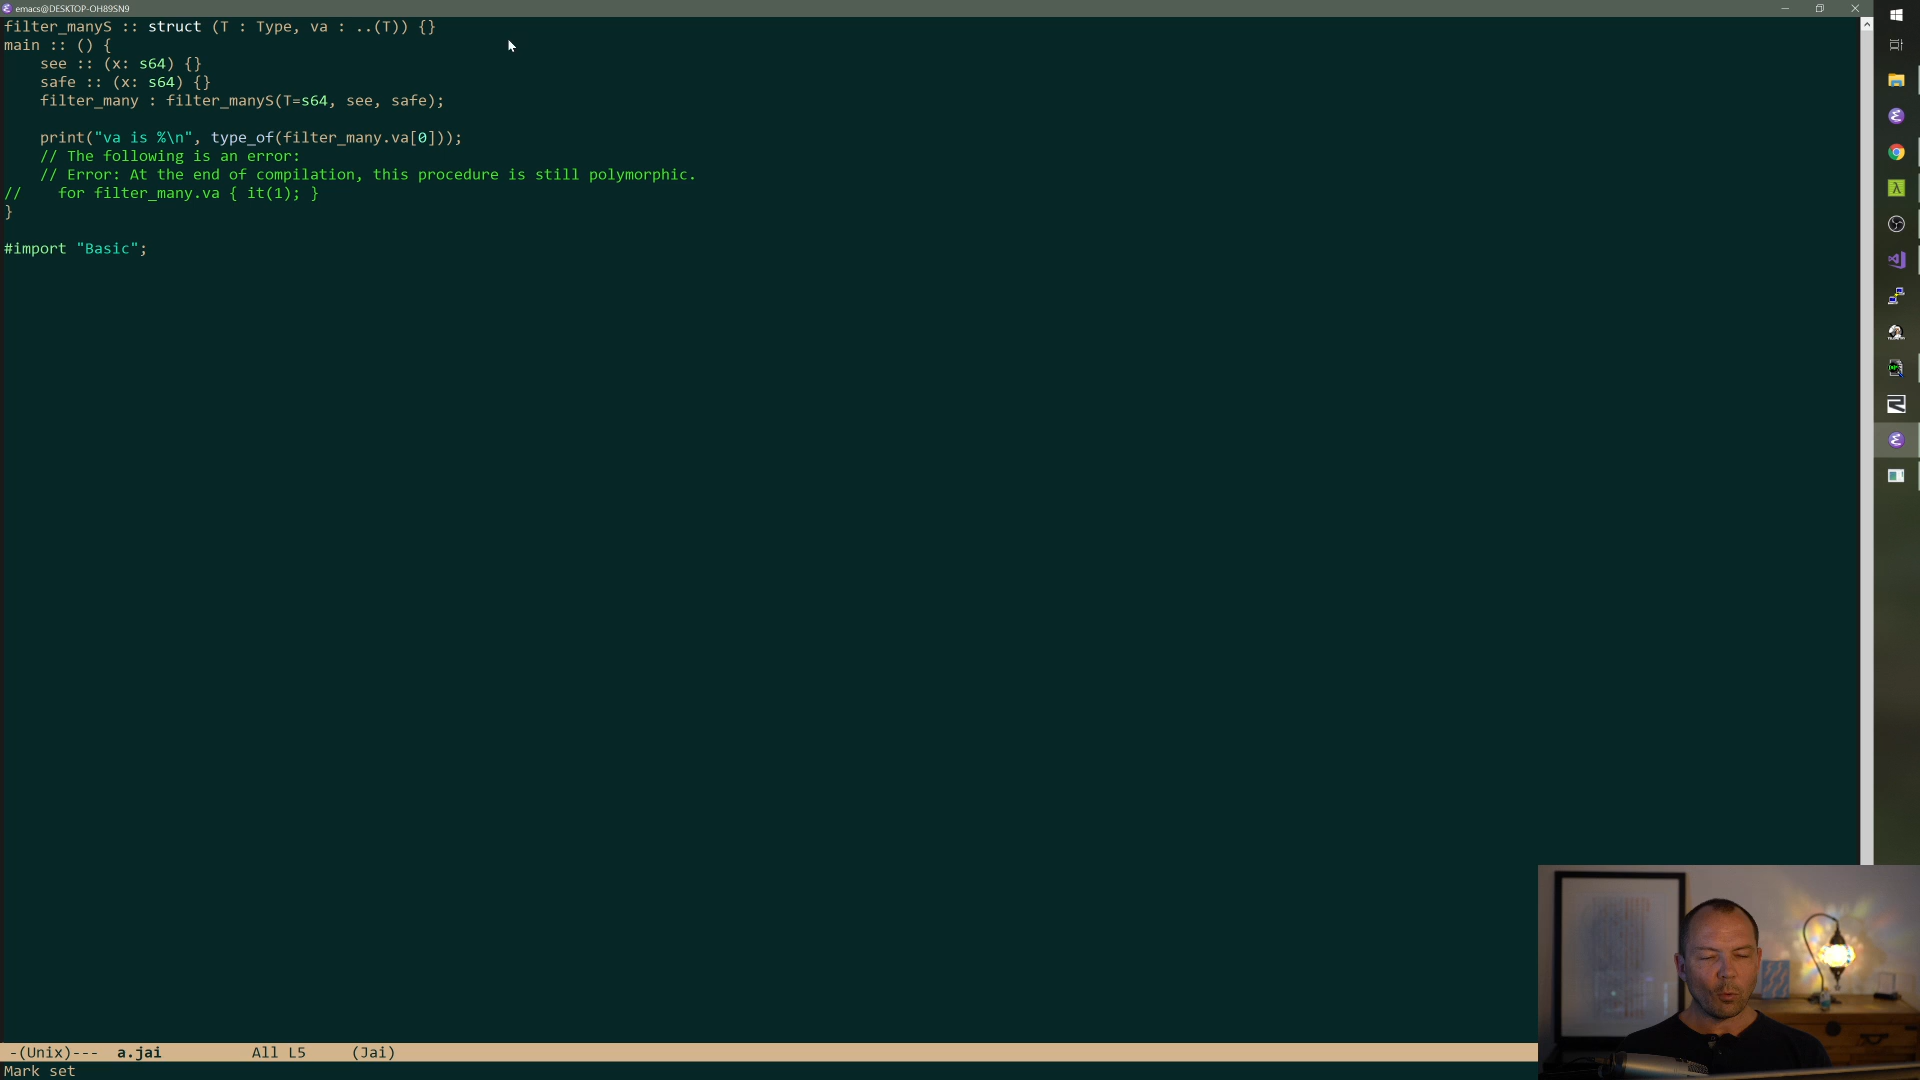 emacs@DESKTOP-OH89SN9
filter_manyS :: struct (T : Type, va : ..(T)) {}
main :: () {
    see :: (x: s64) {}
    safe :: (x: s64) {}
    filter_many : filter_manyS(T=s64, see, safe);
    print("va is %\n", type_of(filter_many.va[0]));
    // The following is an error:
    // Error: At the end of compilation, this procedure is still polymorphic.
//    for filter_many.va { it(1); }
}
#import "Basic";
-(Unix)---  a.jai          All L5     (Jai)
Mark set